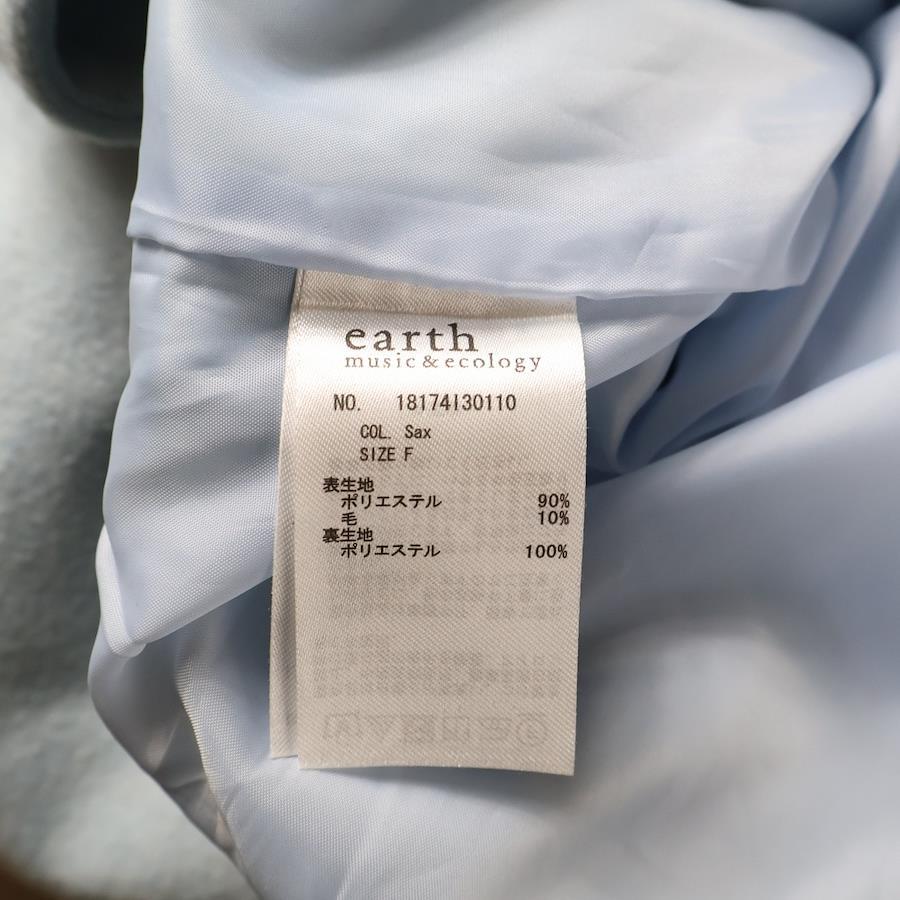 earth
music&ecology
NO. 18174I30110
COL. Sax
SIZE F
表生地
ポリエステル 90%
毛 10%
裏生地
ポリエステル 100%